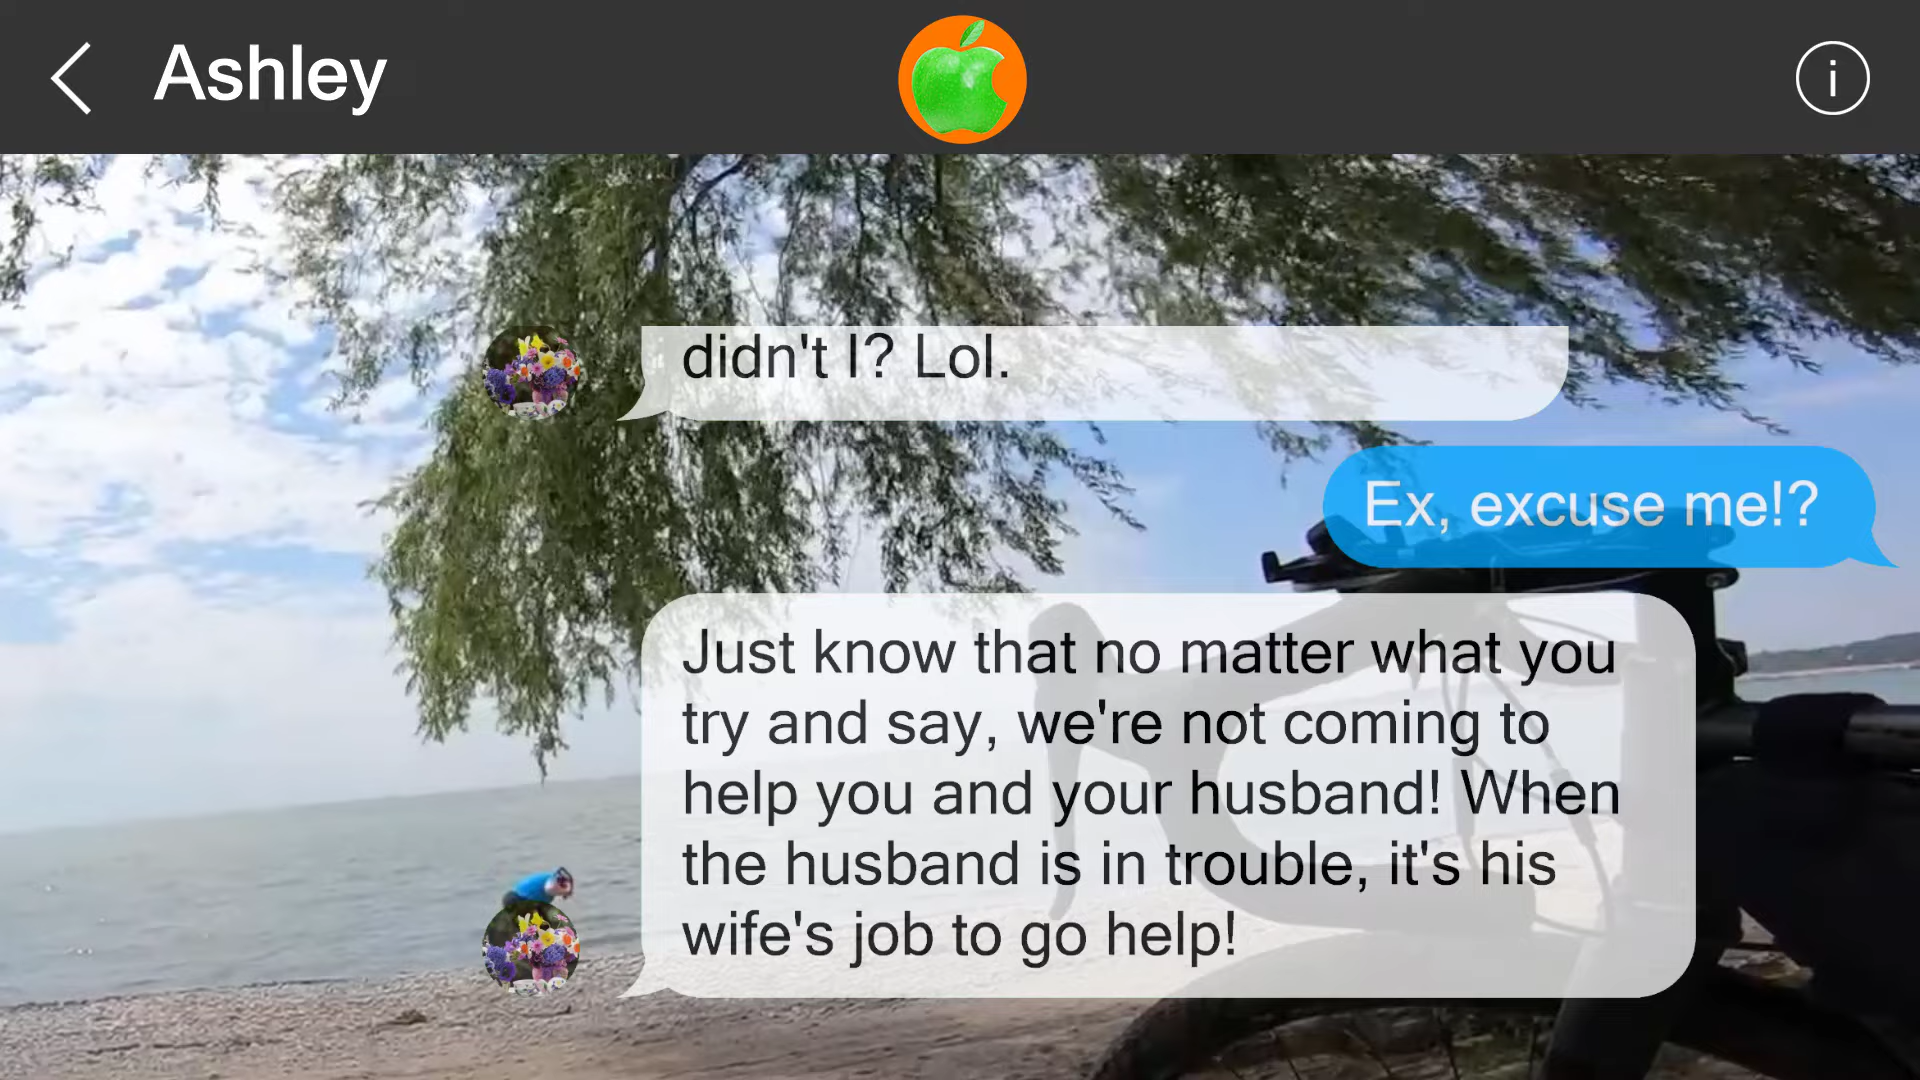 Ashley
i
didn't I? Lol.
Ex, excuse me!?
Just know that no matter what you
try and say, we're not coming to
help you and your husband! When
the husband is in trouble, it's his
wife's job to go help!